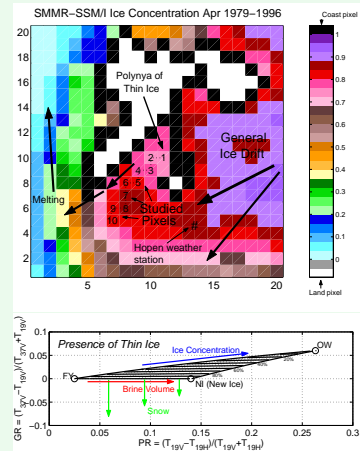 SMMR−SSM/I Ice Concentration Apr 1979−1996
Coast pixel
20
18
16
14
12
10
8
6
4
2
5
10
15
20
Polynya of
Thin Ice
General
Ice Drift
2
1
4
3
6
5
7
9
8
10
Studied
Pixels
Melting
Hopen weather
station
#
1
0.9
0.8
0.7
0.6
0.5
0.4
0.3
0.2
0.1
0
Land pixel
Presence of Thin Ice
GR = (T37V−T19V)/(T37V+T19V)
0.1
0.05
0
−0.05
−0.1
Ice Concentration
OW
FY
NI (New Ice)
Brine Volume
Snow
0
0.05
0.1
0.15
0.2
0.25
0.3
PR = (T19V−T19H)/(T19V+T19H)